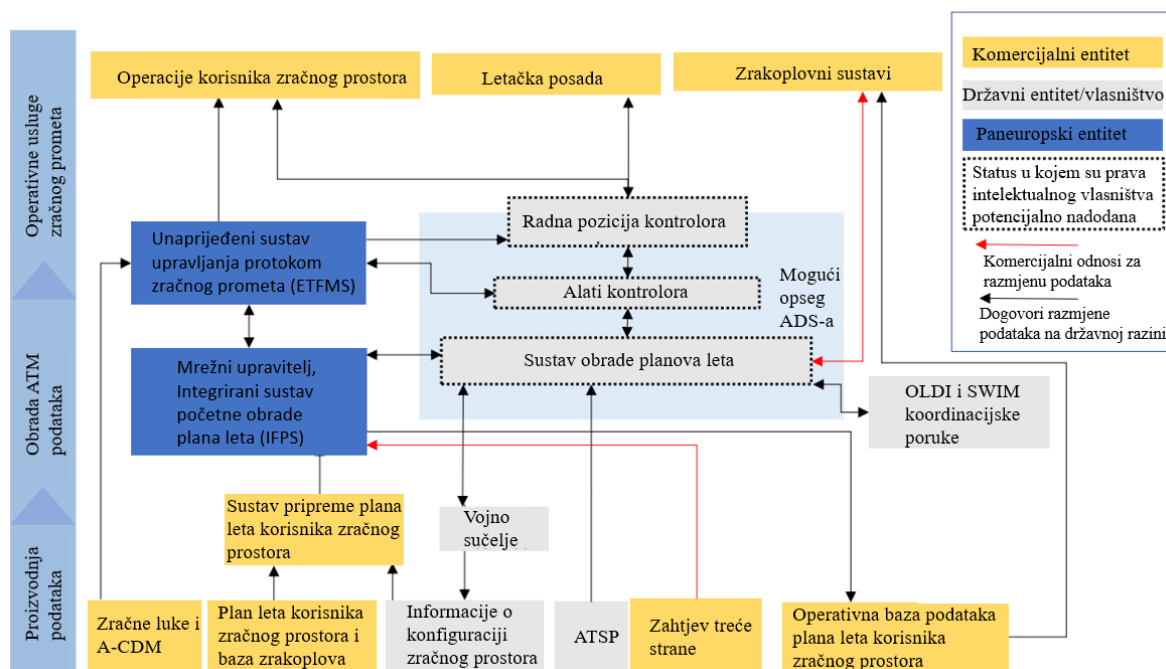 Operativne usluge
zračnog prometa
Obrada ATM
podataka
Proizvodnja
podataka
Operacije korisnika zračnog prostora
Letačka posada
Zrakoplovni sustavi
Radna pozicija kontrolora
Unaprijeđeni sustav
upravljanja protokom
zračnog prometa (ETFMS)
Alati kontrolora
Mogući
opseg
ADS-a
Mrežni upravitelj,
Integrirani sustav
početne obrade
plana leta (IFPS)
Sustav obrade planova leta
OLDI i SWIM
koordinacijske
poruke
Sustav pripreme plana
leta korisnika zračnog
prostora
Vojno
sučelje
Zračne luke i
A-CDM
Plan leta korisnika
zračnog prostora i
baza zrakoplova
Informacije o
konfiguraciji
zračnog prostora
ATSP
Zahtjev treće
strane
Operativna baza podataka
plana leta korisnika
zračnog prostora
Komercijalni entitet
Državni entitet/vlasništvo
Paneuropski entitet
Status u kojem su prava
intelektualnog vlasništva
potencijalno nadodana
Komercijalni odnosi za
razmjenu podataka
Dogovori razmjene
podataka na državnoj razini